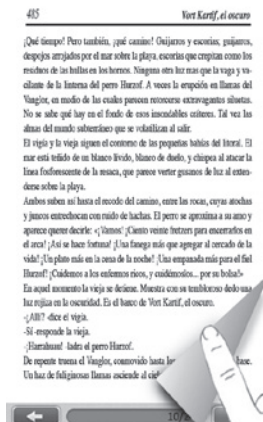 485
Vort Kartif, el oscuro
¡Qué tiempo! Pero también, ¡qué camino! Guijarros y escorias; guijarros,
despojos arrojados por el mar sobre la playa, escorias que crepitan como los
residuos de las hullas en los hornos. Ninguna otra luz mas que la vaga y va-
cilante de la linterna del perro Hurzof. A veces la erupción en llamas del
Vanglor, en medio de las cuales parecen retorcerse extravagantes siluetas.
No se sabe qué hay en el fondo de esos insondables cráteres. Tal vez las
almas del mundo subterráneo que se volatilizan al salir.
El vigía y la vieja siguen el contorno de las pequeñas bahías del litoral. El
mar está teñido de un blanco lívido, blanco de duelo, y chispea al atacar la
línea fosforescente de la resaca, que parece verter gusanos de luz al exten-
derse sobre la playa.
Ambos suben así hasta el recodo del camino, entre las rocas, cuyas atochas
y juncos entrechocan con ruido de hachas. El perro se aproxima a su amo y
parece querer decirle: «¡Vamos! ¡Ciento veinte fretzers para encerrarlos en
el arca! ¡Así se hace fortuna! ¡Una fanega más que agregar al cercado de la
vida! ¡Un plato más en la cena de la noche! ¡Una empanada más para el fiel
Hurzof! ¡Cuidemos a los enfermos ricos, y cuidémoslos... por su bolsa!»
En aquel momento la vieja se detiene. Muestra con su tembloroso dedo una
luz rojiza en la oscuridad. Es el barco de Vort Kartif, el oscuro.
-¿Allí? -dice el vigía.
-Sí -responde la vieja.
-¡Harrahuau! -ladra el perro Hurzof.
De repente truena el Vanglor, conmovido hasta base.
Un haz de fuliginosas llamas asciende al